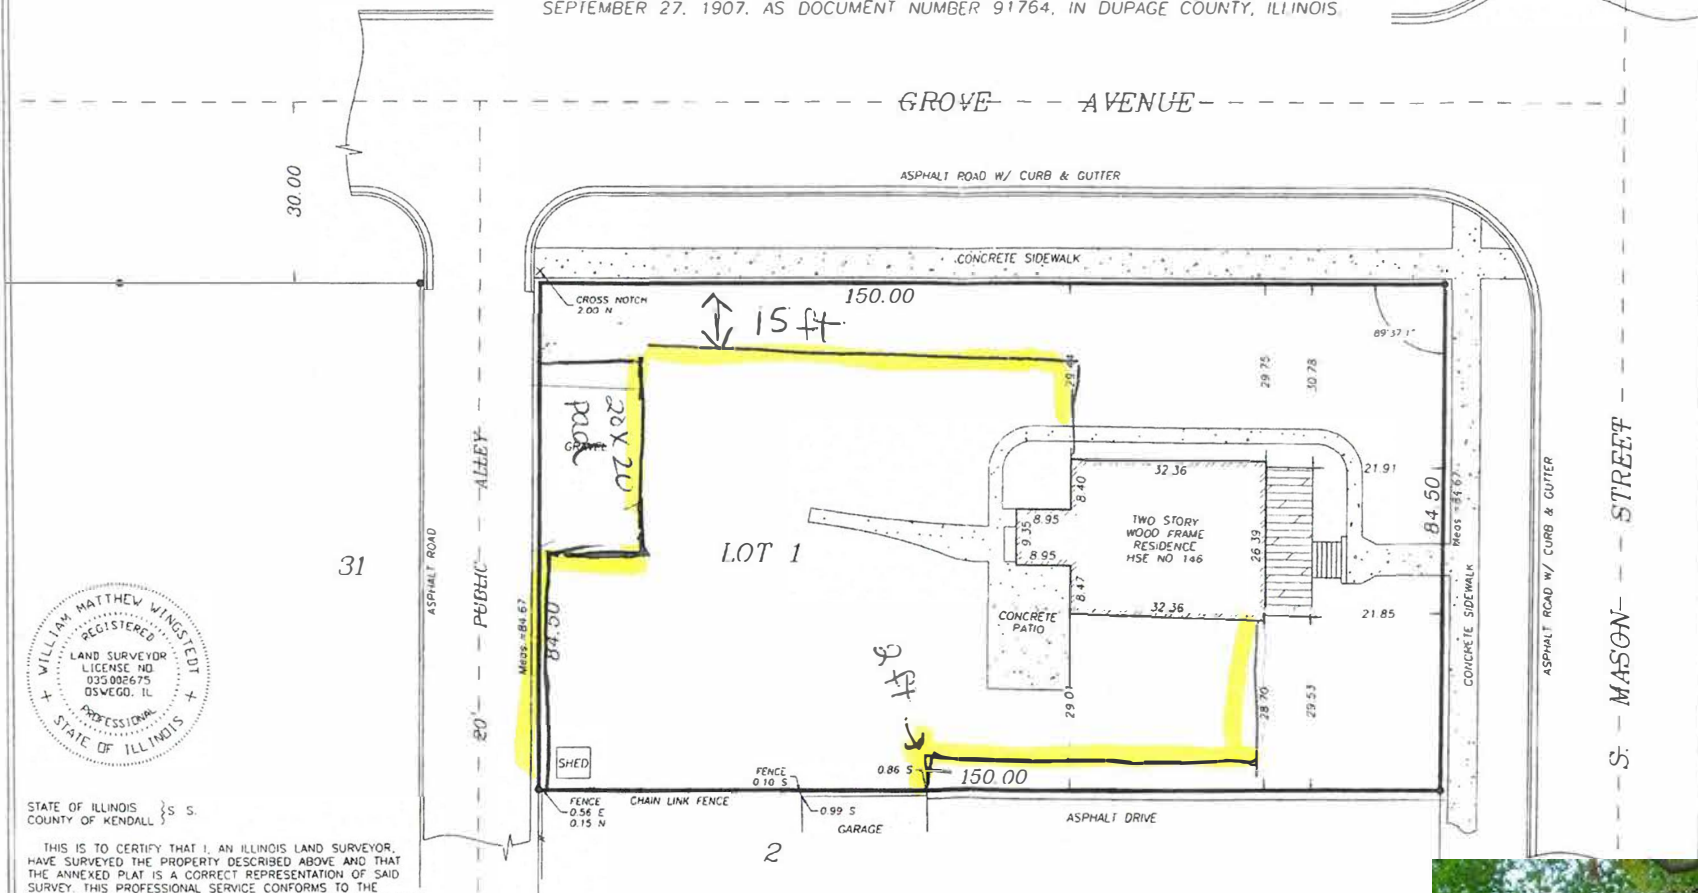 SEPTEMBER 27. 1907. AS DOCUMENT NUMBER 91764, IN DUPAGE COUNTY, ILLINOIS
GROVE AVENUE
ASPHALT ROAD W/ CURB & GUTTER
30.00
CONCRETE SIDEWALK
CROSS NOTCH
2.00 N
150.00
15 ft.
29.75
30.78
20 X 20
pad
PUBLIC ALLEY
20'
ASPHALT ROAD
31
LOT 1
32.36
8.40
8.95
9.35
8.95
8.47
TWO STORY
WOOD FRAME
RESIDENCE
HSE NO 146
26.39
32.36
21.91
21.85
84.50
Meas.=84.67
CONCRETE SIDEWALK
ASPHALT ROAD W/ CURB & GUTTER
S. MASON STREET
CONCRETE
PATIO
29.01
28.70
29.53
84.50
Meas.=84.67
SHED
FENCE
0.10 S
0.86 S
150.00
FENCE
0.56 E
0.15 N
CHAIN LINK FENCE
0.99 S
GARAGE
ASPHALT DRIVE
2
WILLIAM MATTHEW WINGSTEDT
REGISTERED
LAND SURVEYOR
LICENSE NO.
035002675
OSWEGO, IL
PROFESSIONAL
STATE OF ILLINOIS
STATE OF ILLINOIS } S S.
COUNTY OF KENDALL
THIS IS TO CERTIFY THAT I, AN ILLINOIS LAND SURVEYOR,
HAVE SURVEYED THE PROPERTY DESCRIBED ABOVE AND THAT
THE ANNEXED PLAT IS A CORRECT REPRESENTATION OF SAID
SURVEY. THIS PROFESSIONAL SERVICE CONFORMS TO THE